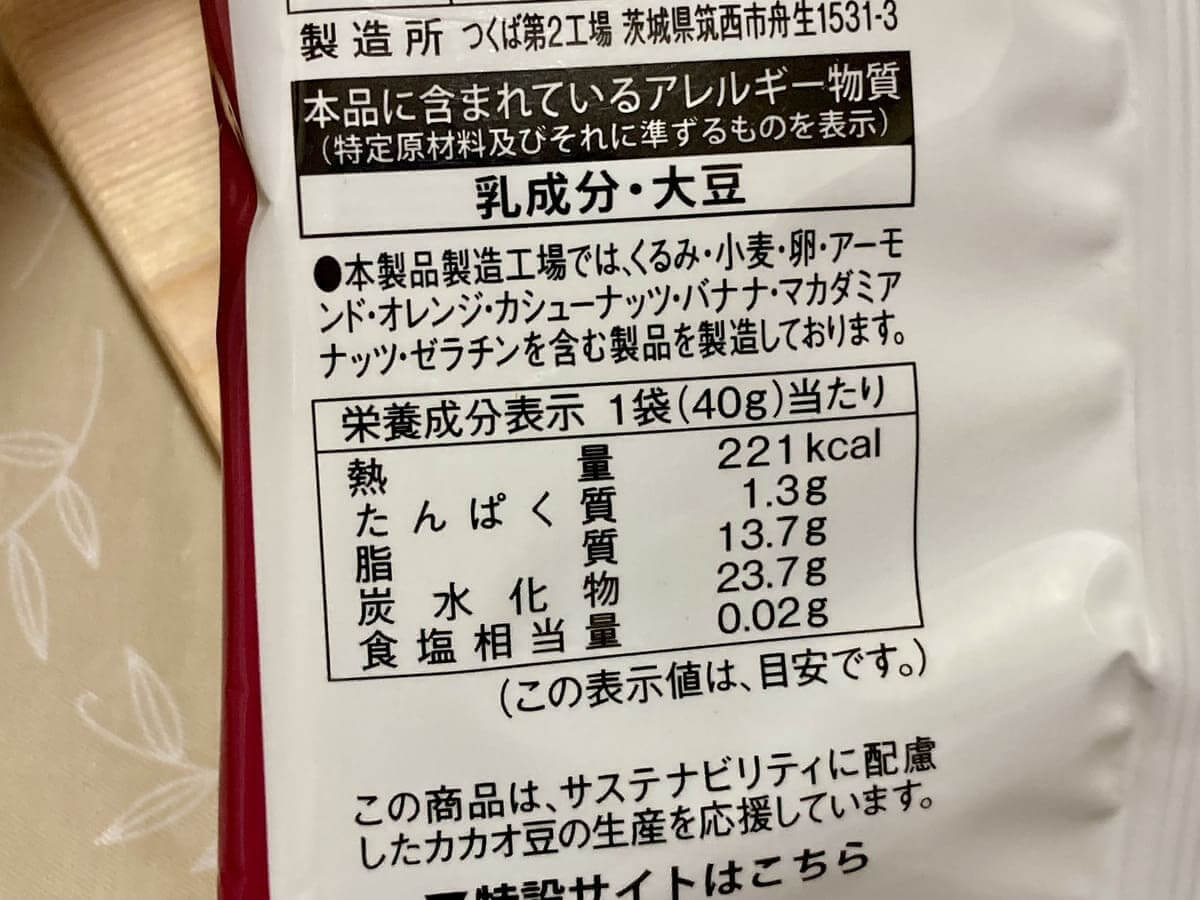 製造所 つくば第2工場 茨城県筑西市舟生1531-3
本品に含まれているアレルギー物質
（特定原材料及びそれに準ずるものを表示）
乳成分・大豆
●本製品製造工場では、くるみ・小麦・卵・アーモ
ンド・オレンジ・カシューナッツ・バナナ・マカダミア
ナッツ・ゼラチンを含む製品を製造しております。
栄養成分表示 1袋(40g)当たり
熱量 221kcal
たんぱく質 1.3g
脂質 13.7g
炭水化物 23.7g
食塩相当量 0.02g
(この表示値は、目安です。)
この商品は、サステナビリティに配慮
したカカオ豆の生産を応援しています。
▼特設サイトはこちら